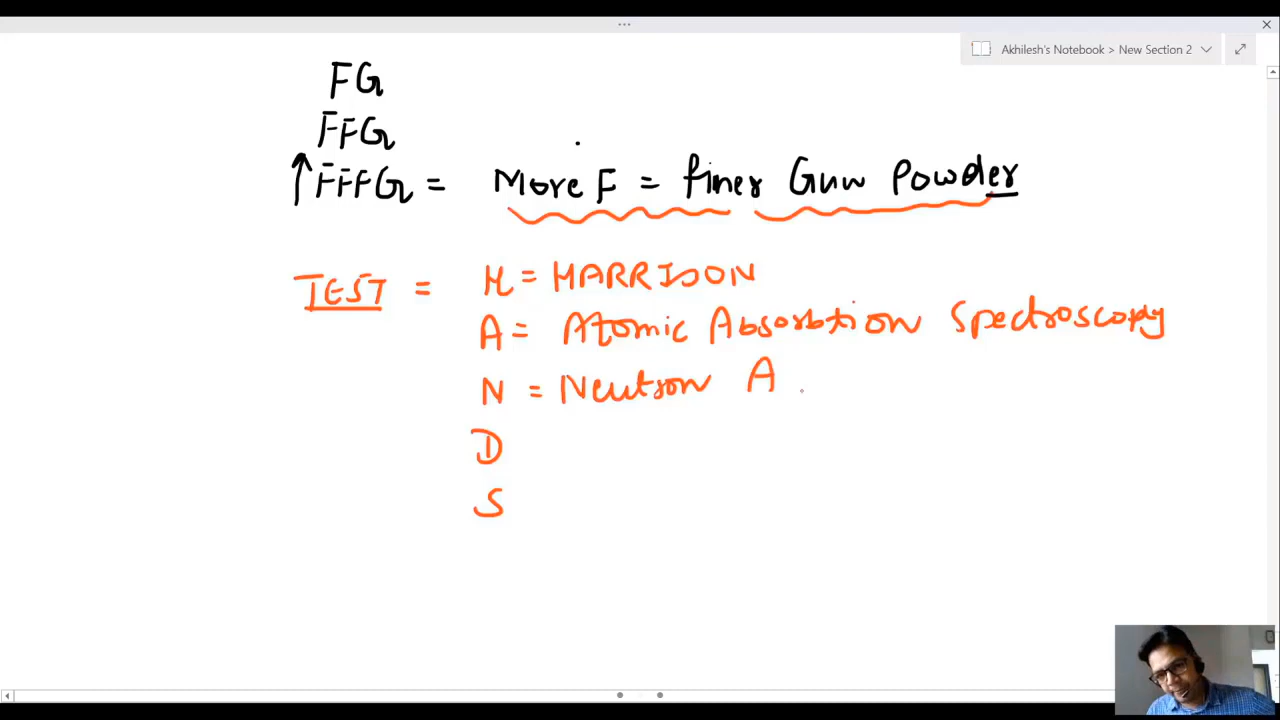 Akhilesh's Notebook > New Section 2
FG
FFG
↑ FFFG = More F = finer Gun Powder
TEST = H = HARRISON
A = Atomic Absorbtion Spectroscopy
N = Neutron A
D
S